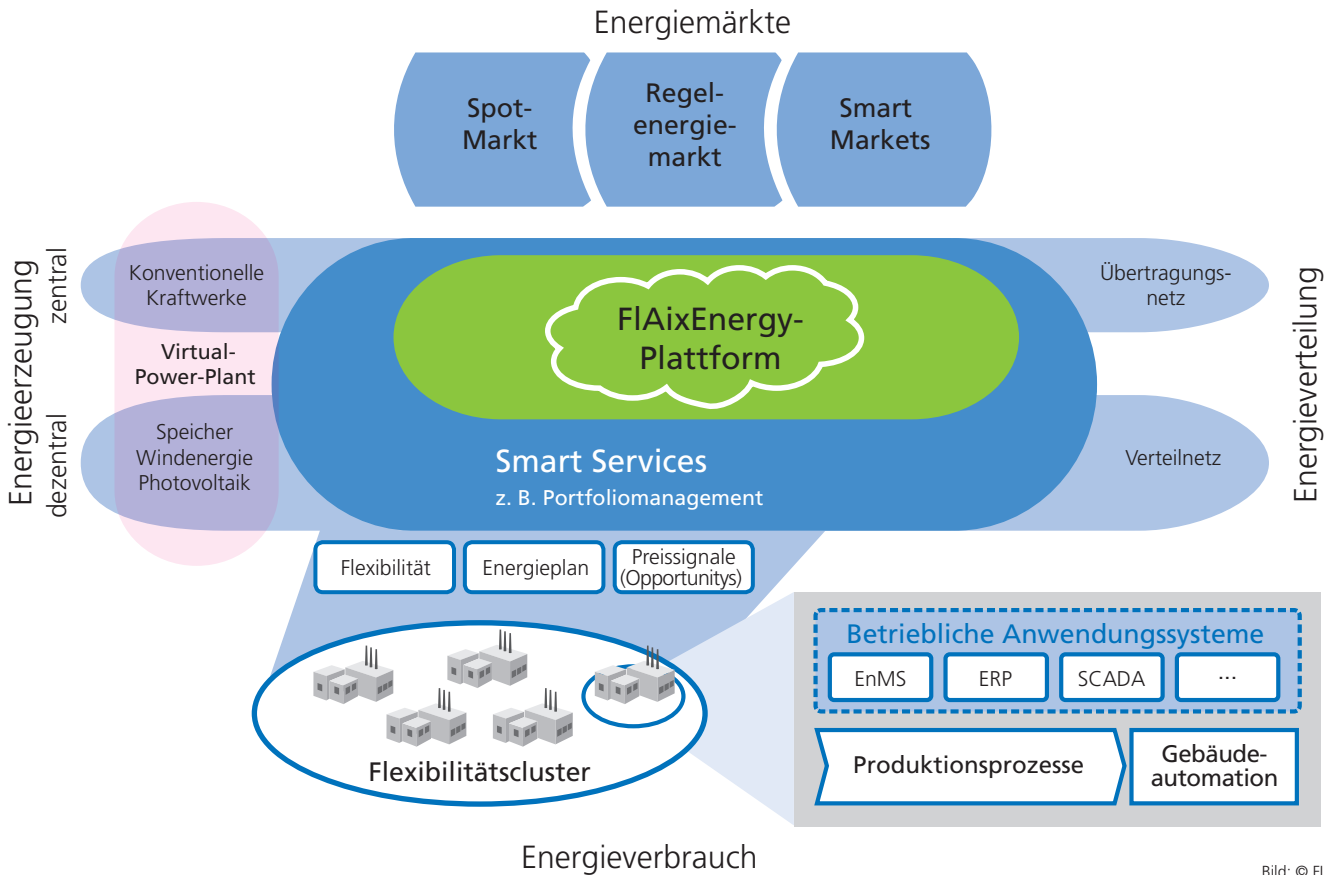 Energiemärkte
Spot-
Markt
Regel-
energie-
markt
Smart
Markets
Energieerzeugung
zentral
dezentral
Konventionelle
Kraftwerke
Virtual-
Power-Plant
Speicher
Windenergie
Photovoltaik
FlAixEnergy-
Plattform
Smart Services
z. B. Portfoliomanagement
Übertragungs-
netz
Verteilnetz
Energieverteilung
Flexibilität
Energieplan
Preissignale
(Opportunitys)
Flexibilitätscluster
Betriebliche Anwendungssysteme
EnMS
ERP
SCADA
...
Produktionsprozesse
Gebäude-
automation
Energieverbrauch
Bild: © FI